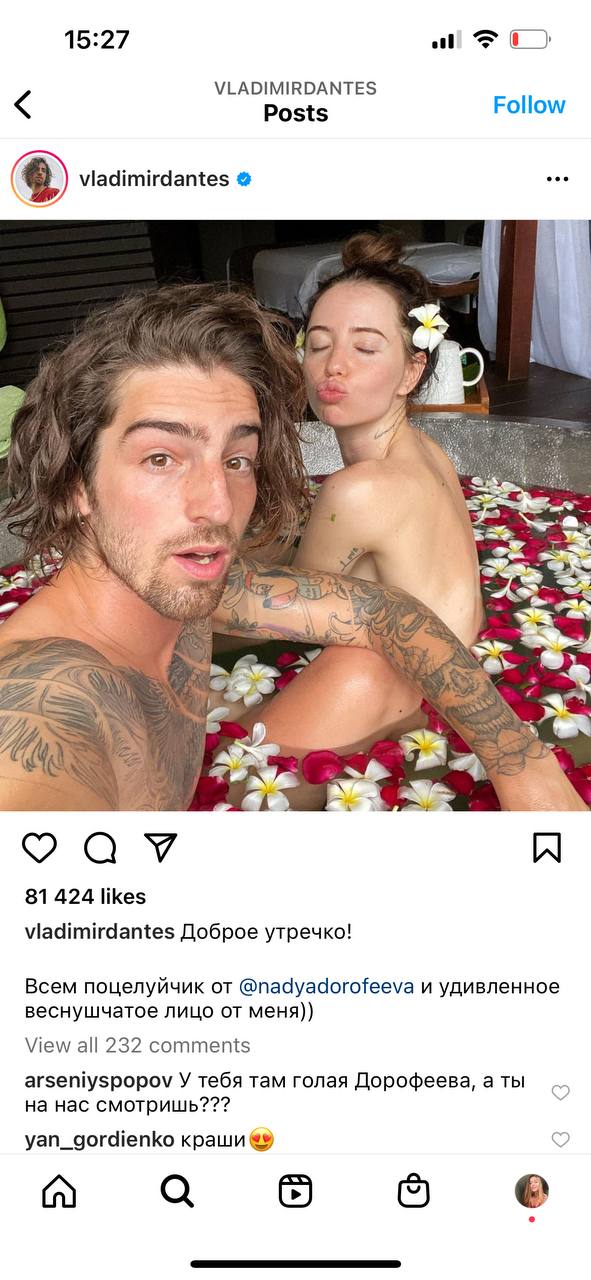 15:27
VLADIMIRDANTES
Posts
Follow
vladimirdantes
81 424 likes
vladimirdantes Доброе утречко!
Всем поцелуйчик от @nadyadorofeeva и удивленное
веснушчатое лицо от меня))
View all 232 comments
arseniyspopov У тебя там голая Дорофеева, а ты
на нас смотришь???
yan_gordienko краши😍